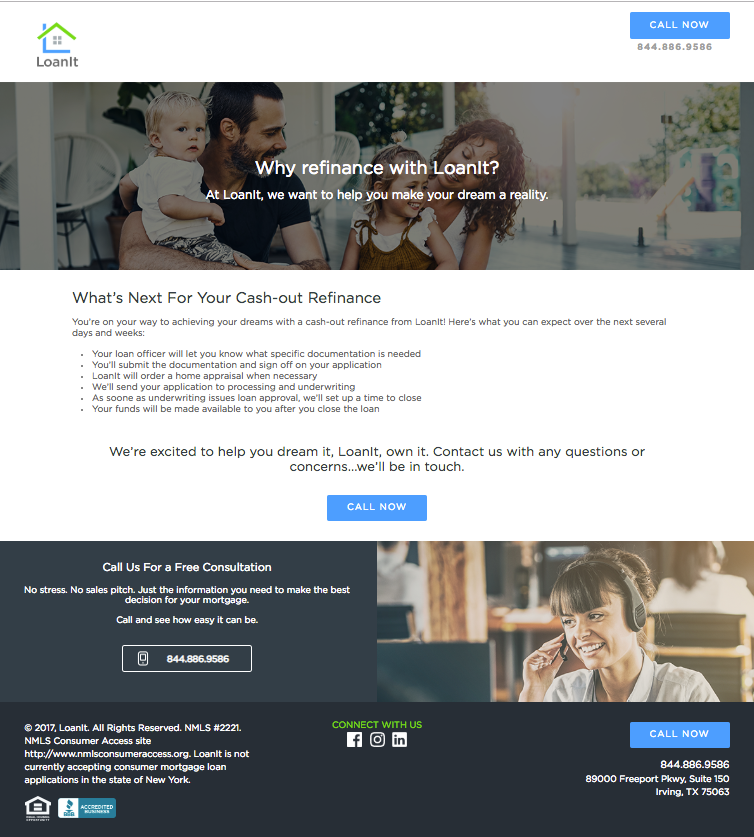 LoanIt
CALL NOW
844.886.9586
Why refinance with LoanIt?
At LoanIt, we want to help you make your dream a reality.
What's Next For Your Cash-out Refinance
You're on your way to achieving your dreams with a cash-out refinance from LoanIt! Here's what you can expect over the next several
days and weeks:
• Your loan officer will let you know what specific documentation is needed
• You'll submit the documentation and sign off on your application
• LoanIt will order a home appraisal when necessary
• We'll send your application to processing and underwriting
• As soone as underwriting issues loan approval, we'll set up a time to close
• Your funds will be made available to you after you close the loan
We're excited to help you dream it, LoanIt, own it. Contact us with any questions or
concerns...we'll be in touch.
CALL NOW
Call Us For a Free Consultation
No stress. No sales pitch. Just the information you need to make the best
decision for your mortgage.
Call and see how easy it can be.
844.886.9586
© 2017, LoanIt. All Rights Reserved. NMLS #2221.
NMLS Consumer Access site
http://www.nmlsconsumeraccess.org. LoanIt is not
currently accepting consumer mortgage loan
applications in the state of New York.
EQUAL HOUSING
OPPORTUNITY
BBB
ACCREDITED
BUSINESS
CONNECT WITH US
CALL NOW
844.886.9586
89000 Freeport Pkwy, Suite 150
Irving, TX 75063